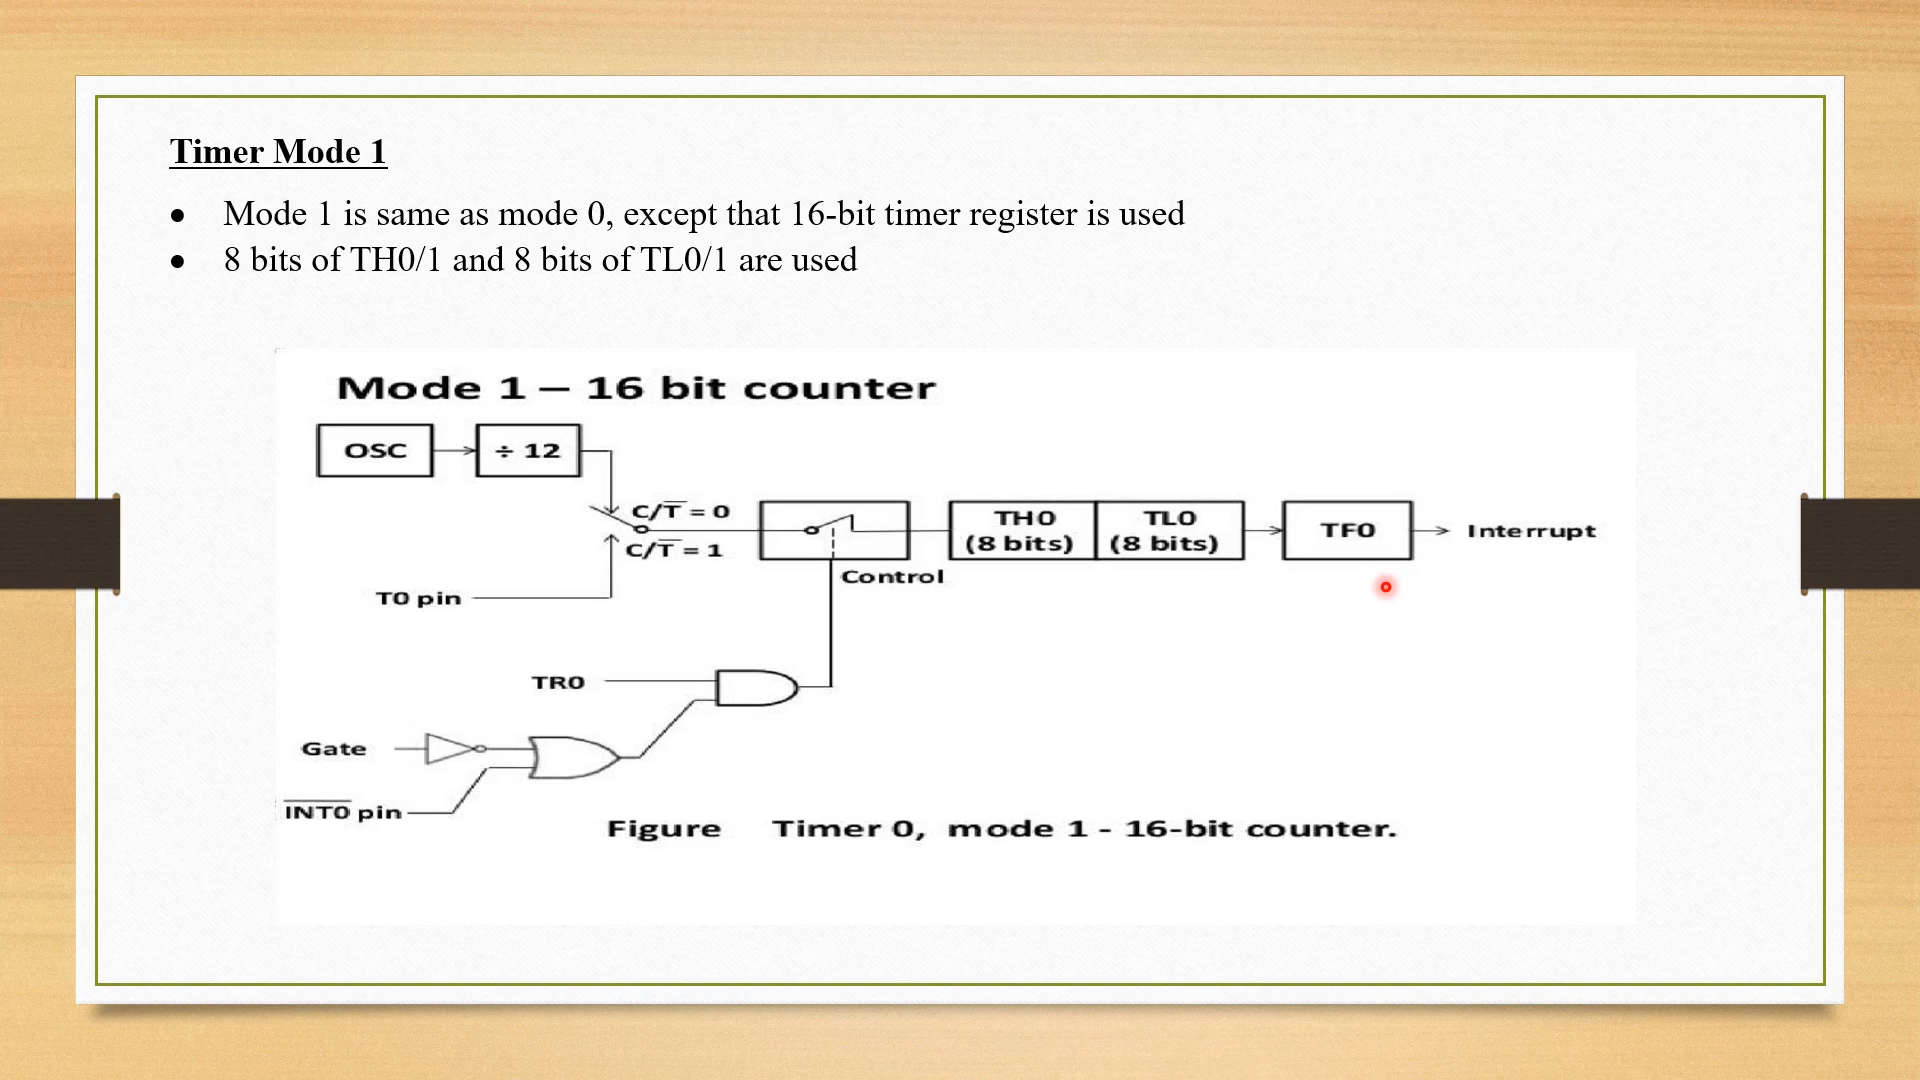 Timer Mode 1
● Mode 1 is same as mode 0, except that 16-bit timer register is used
● 8 bits of TH0/1 and 8 bits of TL0/1 are used
Mode 1 – 16 bit counter
OSC
÷ 12
C/T̅ = 0
C/T̅ = 1
T0 pin
Control
TH0
(8 bits)
TL0
(8 bits)
TF0
Interrupt
TR0
Gate
I̅N̅T̅0̅ pin
Figure Timer 0, mode 1 - 16-bit counter.